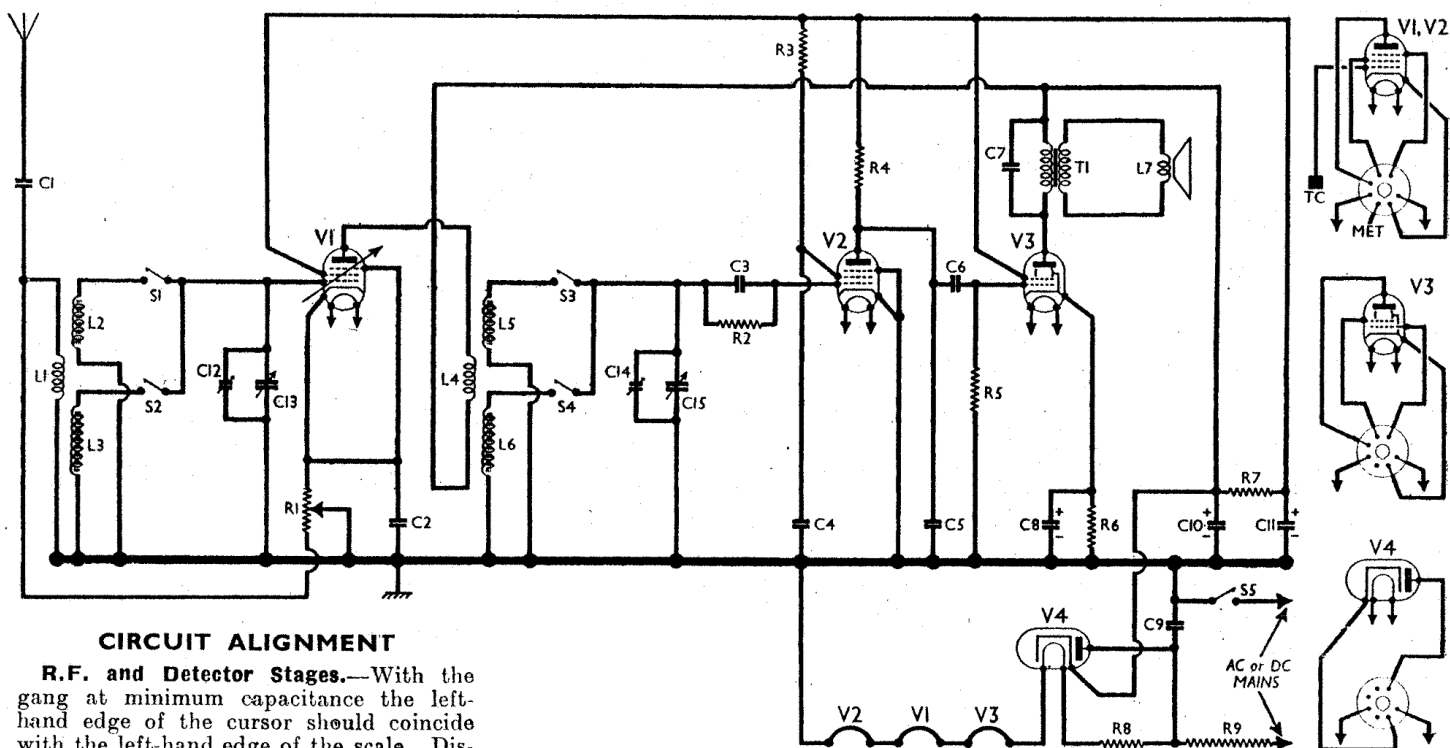 V1, V2
R3
TC
MET
C1
C7
T1
L7
R4
V1
V2
V3
C3
C6
V3
S1
S3
L2
L5
R2
C12
C13
L1
S2
L4
C14
C15
S4
R5
L3
L6
R1
C2
C4
C5
C8
+
–
R6
R7
C10
+
–
C11
+
–
V4
S5
C9
V4
AC or DC
MAINS
V2
V1
V3
R8
R9
CIRCUIT ALIGNMENT
R.F. and Detector Stages.—With the
gang at minimum capacitance the left-
hand edge of the cursor should coincide
with the left-hand edge of the scale. Dis-